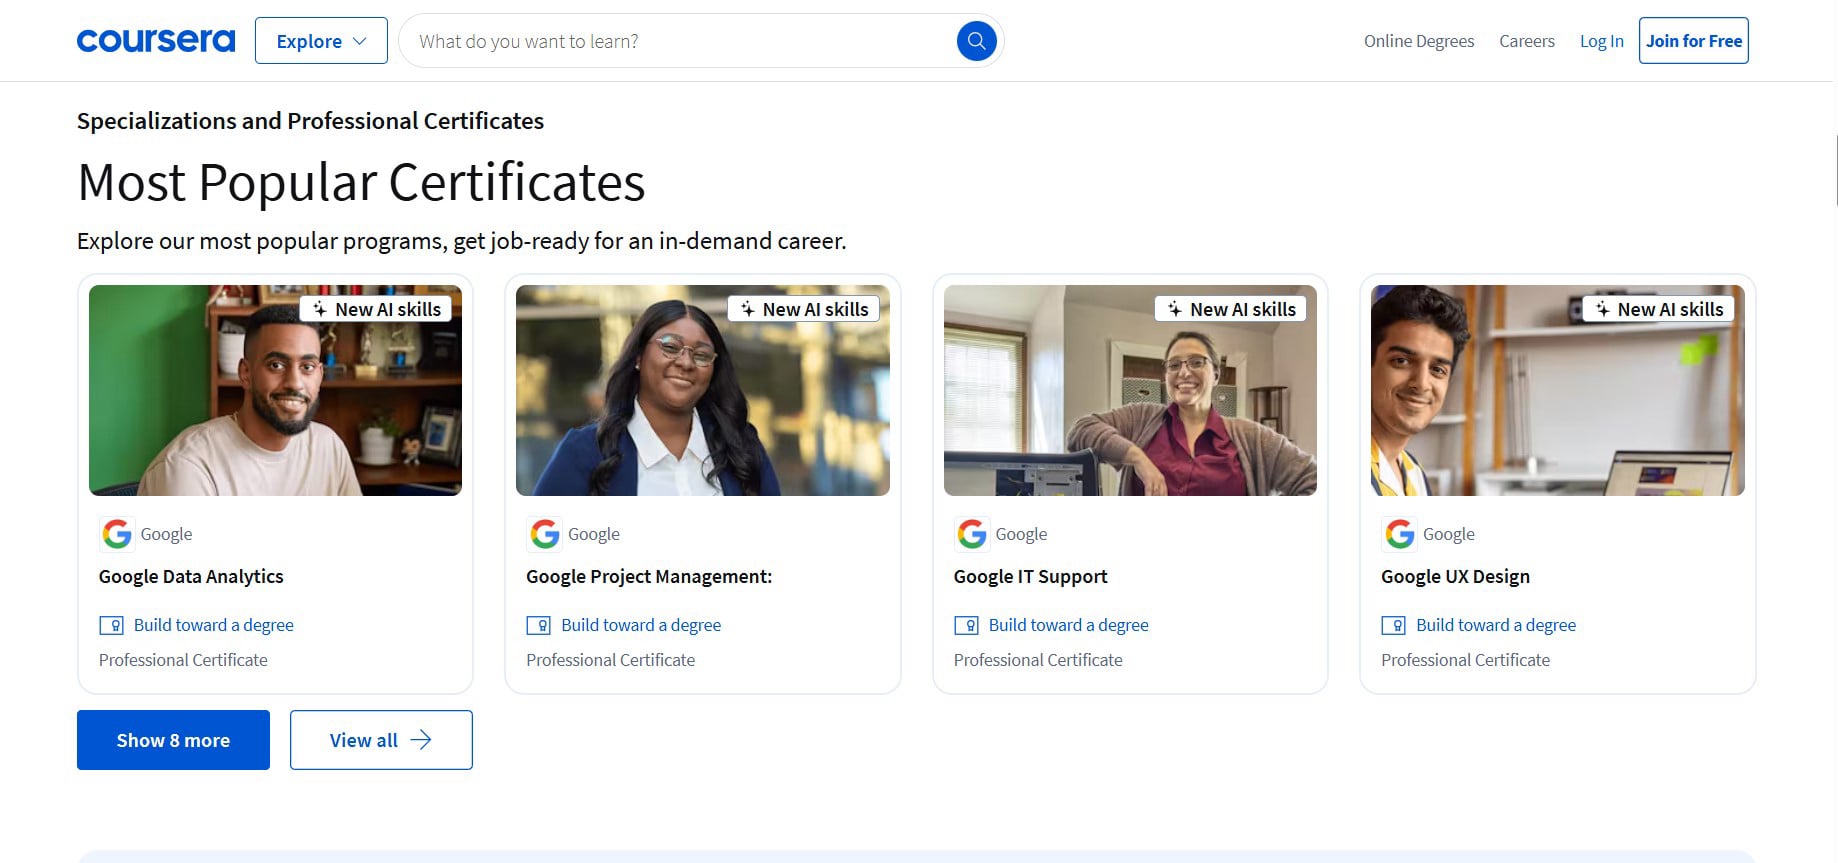 coursera
Explore
What do you want to learn?
Online Degrees
Careers
Log In
Join for Free
Specializations and Professional Certificates
Most Popular Certificates
Explore our most popular programs, get job-ready for an in-demand career.
New AI skills
Google
Google Data Analytics
Build toward a degree
Professional Certificate
New AI skills
Google
Google Project Management:
Build toward a degree
Professional Certificate
New AI skills
Google
Google IT Support
Build toward a degree
Professional Certificate
New AI skills
Google
Google UX Design
Build toward a degree
Professional Certificate
Show 8 more
View all